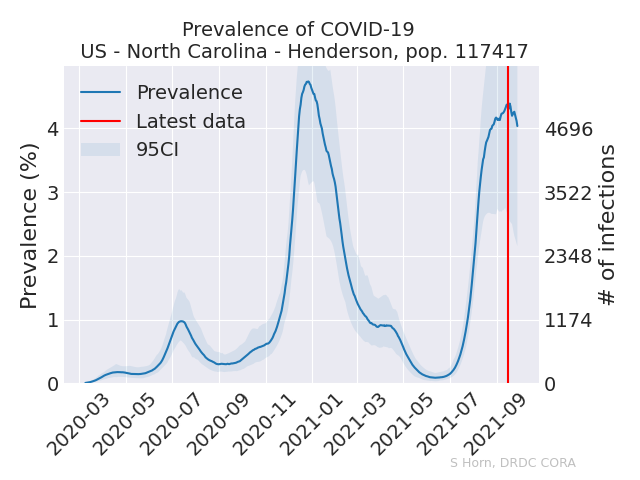 Prevalence of COVID-19
US - North Carolina - Henderson, pop. 117417
Prevalence
Latest data
95CI
Prevalence (%)
4
3
2
1
0
4696
3522
2348
1174
0
# of infections
2020-03
2020-05
2020-07
2020-09
2020-11
2021-01
2021-03
2021-05
2021-07
2021-09
S Horn, DRDC CORA